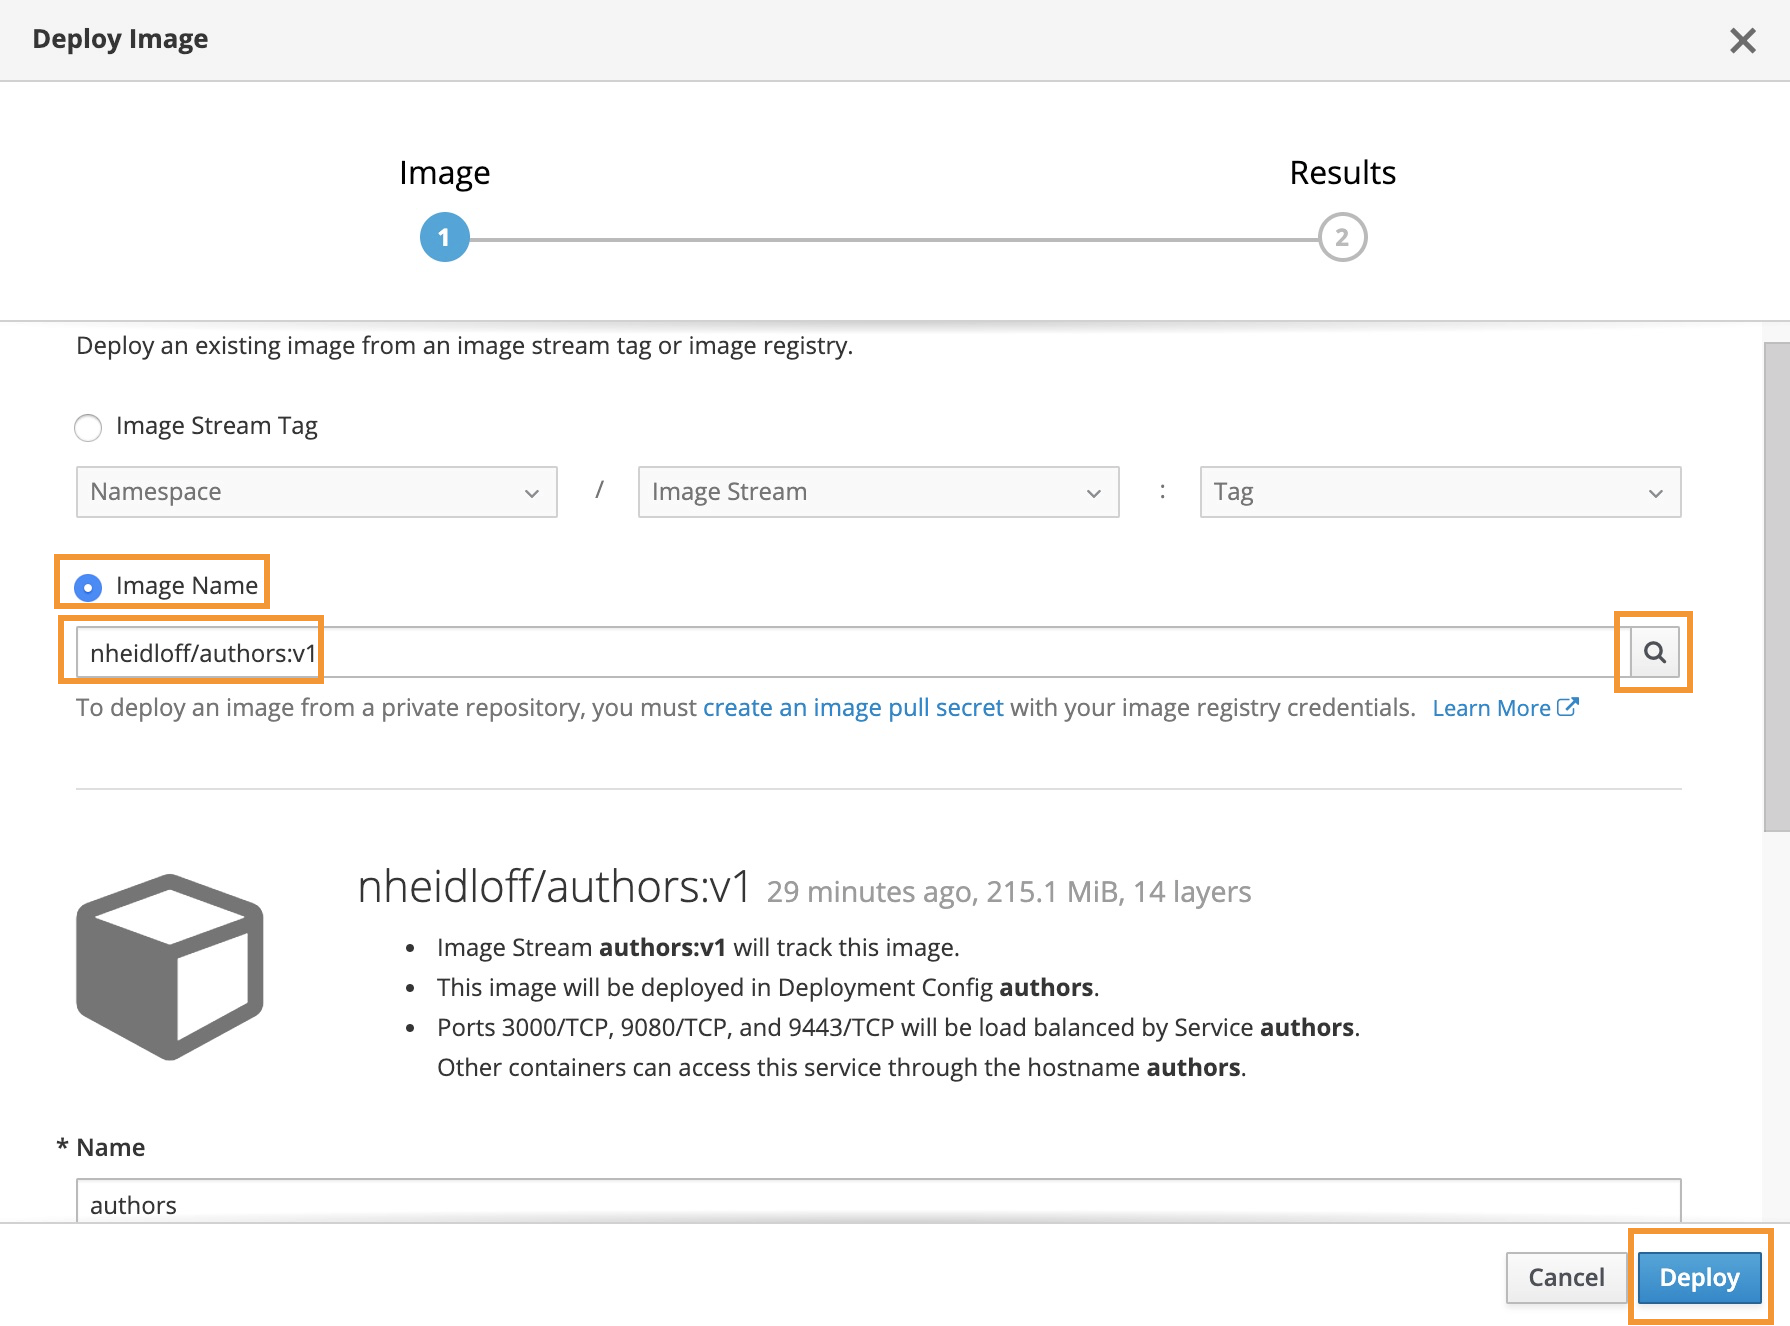 Deploy Image
Image
Results
1
2
Deploy an existing image from an image stream tag or image registry.
Image Stream Tag
Namespace / Image Stream : Tag
Image Name
nheidloff/authors:v1
To deploy an image from a private repository, you must create an image pull secret with your image registry credentials. Learn More
nheidloff/authors:v1 29 minutes ago, 215.1 MiB, 14 layers
• Image Stream authors:v1 will track this image.
• This image will be deployed in Deployment Config authors.
• Ports 3000/TCP, 9080/TCP, and 9443/TCP will be load balanced by Service authors.
Other containers can access this service through the hostname authors.
* Name
authors
Cancel
Deploy